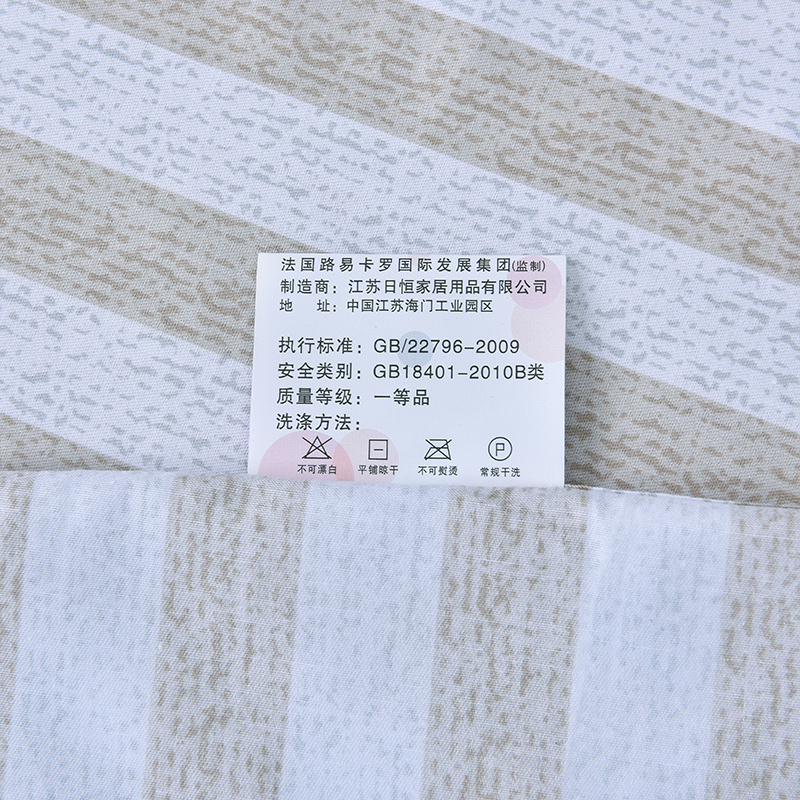 法国路易卡罗国际发展集团(监制)
制造商：江苏日恒家居用品有限公司
地 址：中国江苏海门工业园区
执行标准：GB/22796-2009
安全类别：GB18401-2010B类
质量等级：一等品
洗涤方法：
P
不可漂白 平铺晾干 不可熨烫 常规干洗